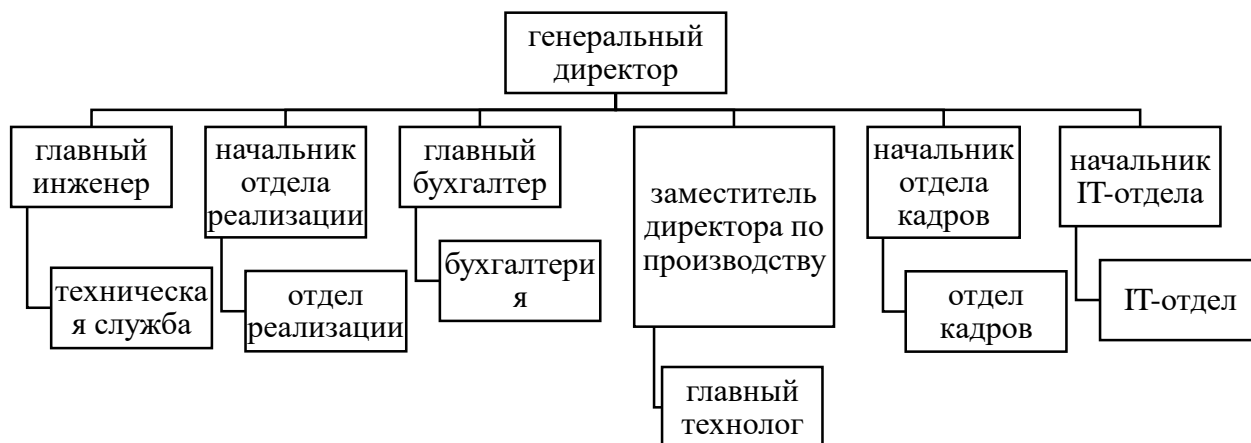 генеральный
директор
главный
инженер
начальник
отдела
реализации
главный
бухгалтер
заместитель
директора по
производству
начальник
отдела
кадров
начальник
IT-отдела
техническа
я служба
отдел
реализации
бухгалтери
я
отдел
кадров
IT-отдел
главный
технолог